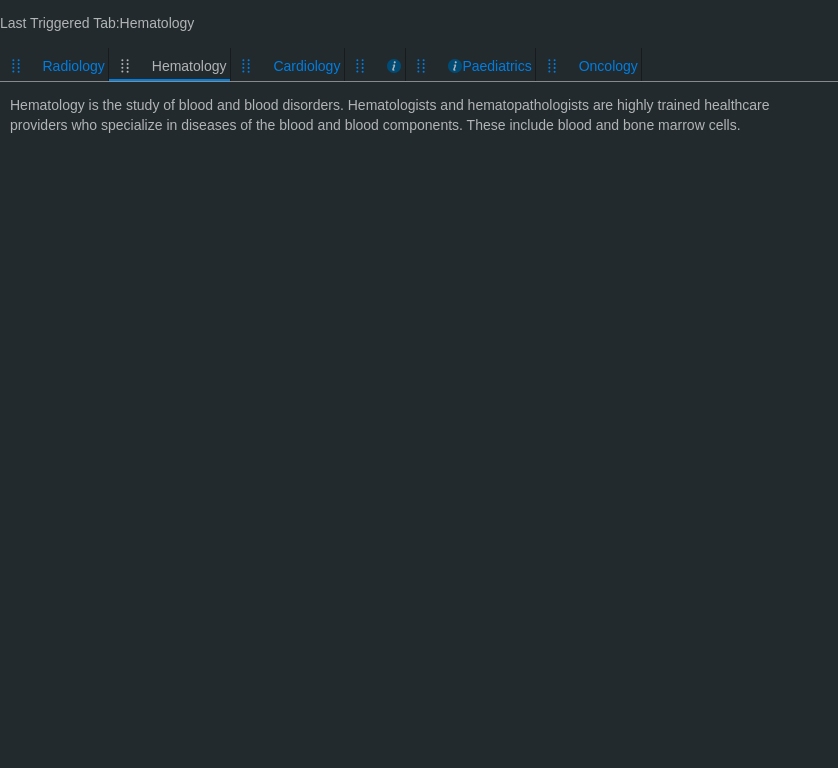 Last Triggered Tab:Hematology
Radiology Hematology Cardiology i i Paediatrics Oncology
Hematology is the study of blood and blood disorders. Hematologists and hematopathologists are highly trained healthcare
providers who specialize in diseases of the blood and blood components. These include blood and bone marrow cells.